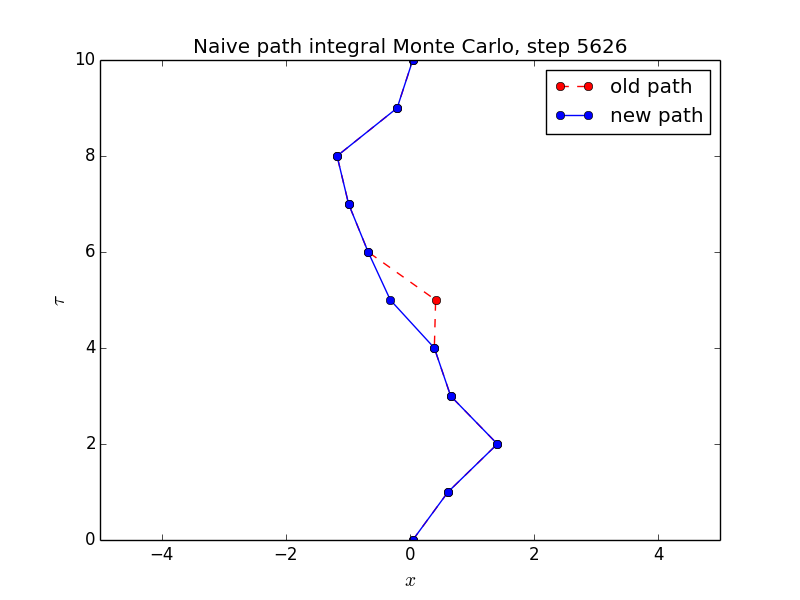 Naive path integral Monte Carlo, step 5626
10
old path
new path
8
6
τ
4
2
0
−4 −2 0 2 4
x